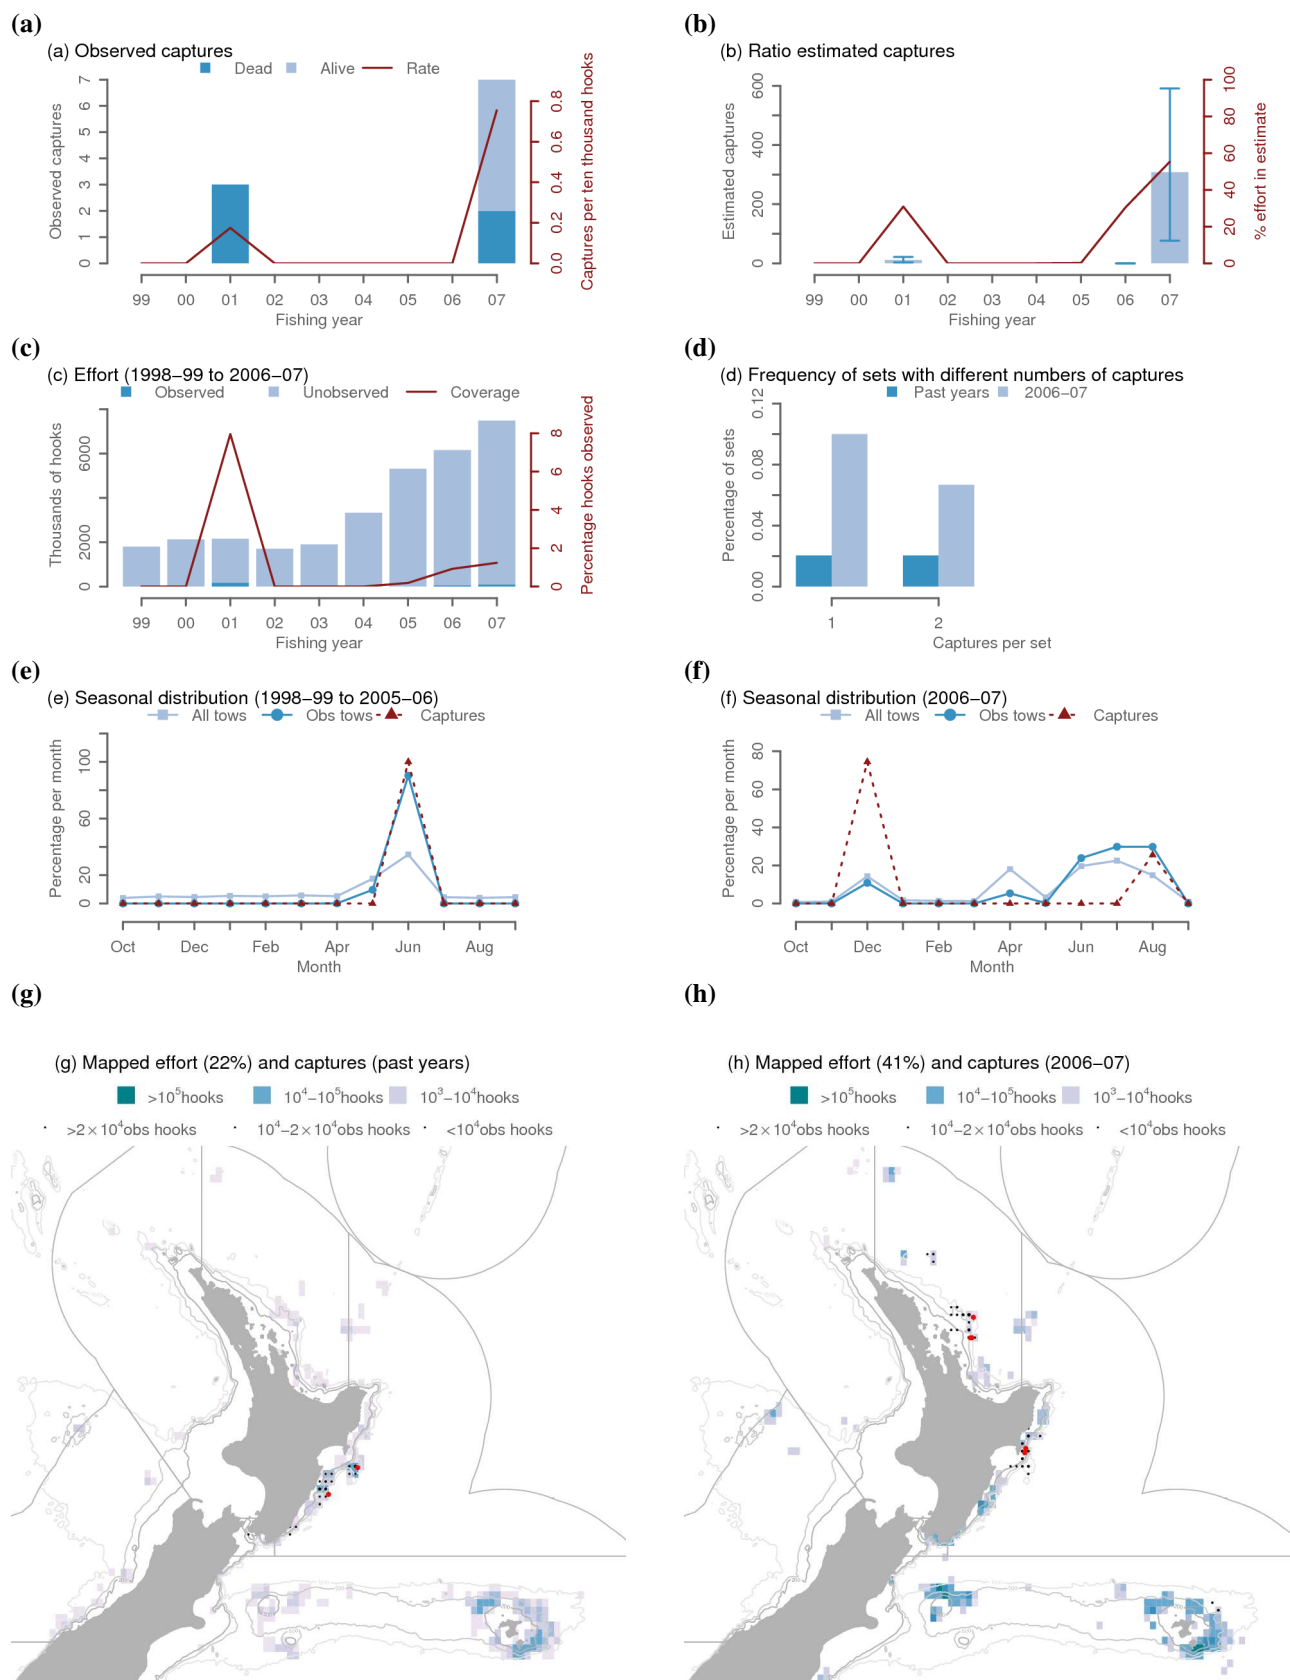 (a)
(a) Observed captures
Dead Alive Rate
Observed captures
0 1 2 3 4 5 6 7
Captures per ten thousand hooks
0.0 0.2 0.4 0.6 0.8
99 00 01 02 03 04 05 06 07
Fishing year
(b)
(b) Ratio estimated captures
Estimated captures
0 200 400 600
% effort in estimate
0 20 40 60 80 100
99 00 01 02 03 04 05 06 07
Fishing year
(c)
(c) Effort (1998–99 to 2006–07)
Observed Unobserved Coverage
Thousands of hooks
0 2000 6000
Percentage hooks observed
0 2 4 6 8
99 00 01 02 03 04 05 06 07
Fishing year
(d)
(d) Frequency of sets with different numbers of captures
Past years 2006–07
Percentage of sets
0.00 0.04 0.08 0.12
1 2
Captures per set
(e)
(e) Seasonal distribution (1998–99 to 2005–06)
All tows Obs tows Captures
Percentage per month
0 20 60 100
Oct Dec Feb Apr Jun Aug
Month
(f)
(f) Seasonal distribution (2006–07)
All tows Obs tows Captures
Percentage per month
0 20 40 60 80
Oct Dec Feb Apr Jun Aug
Month
(g)
(g) Mapped effort (22%) and captures (past years)
>10⁵hooks 10⁴–10⁵hooks 10³–10⁴hooks
>2×10⁴obs hooks 10⁴–2×10⁴obs hooks <10⁴obs hooks
(h)
(h) Mapped effort (41%) and captures (2006–07)
>10⁵hooks 10⁴–10⁵hooks 10³–10⁴hooks
>2×10⁴obs hooks 10⁴–2×10⁴obs hooks <10⁴obs hooks